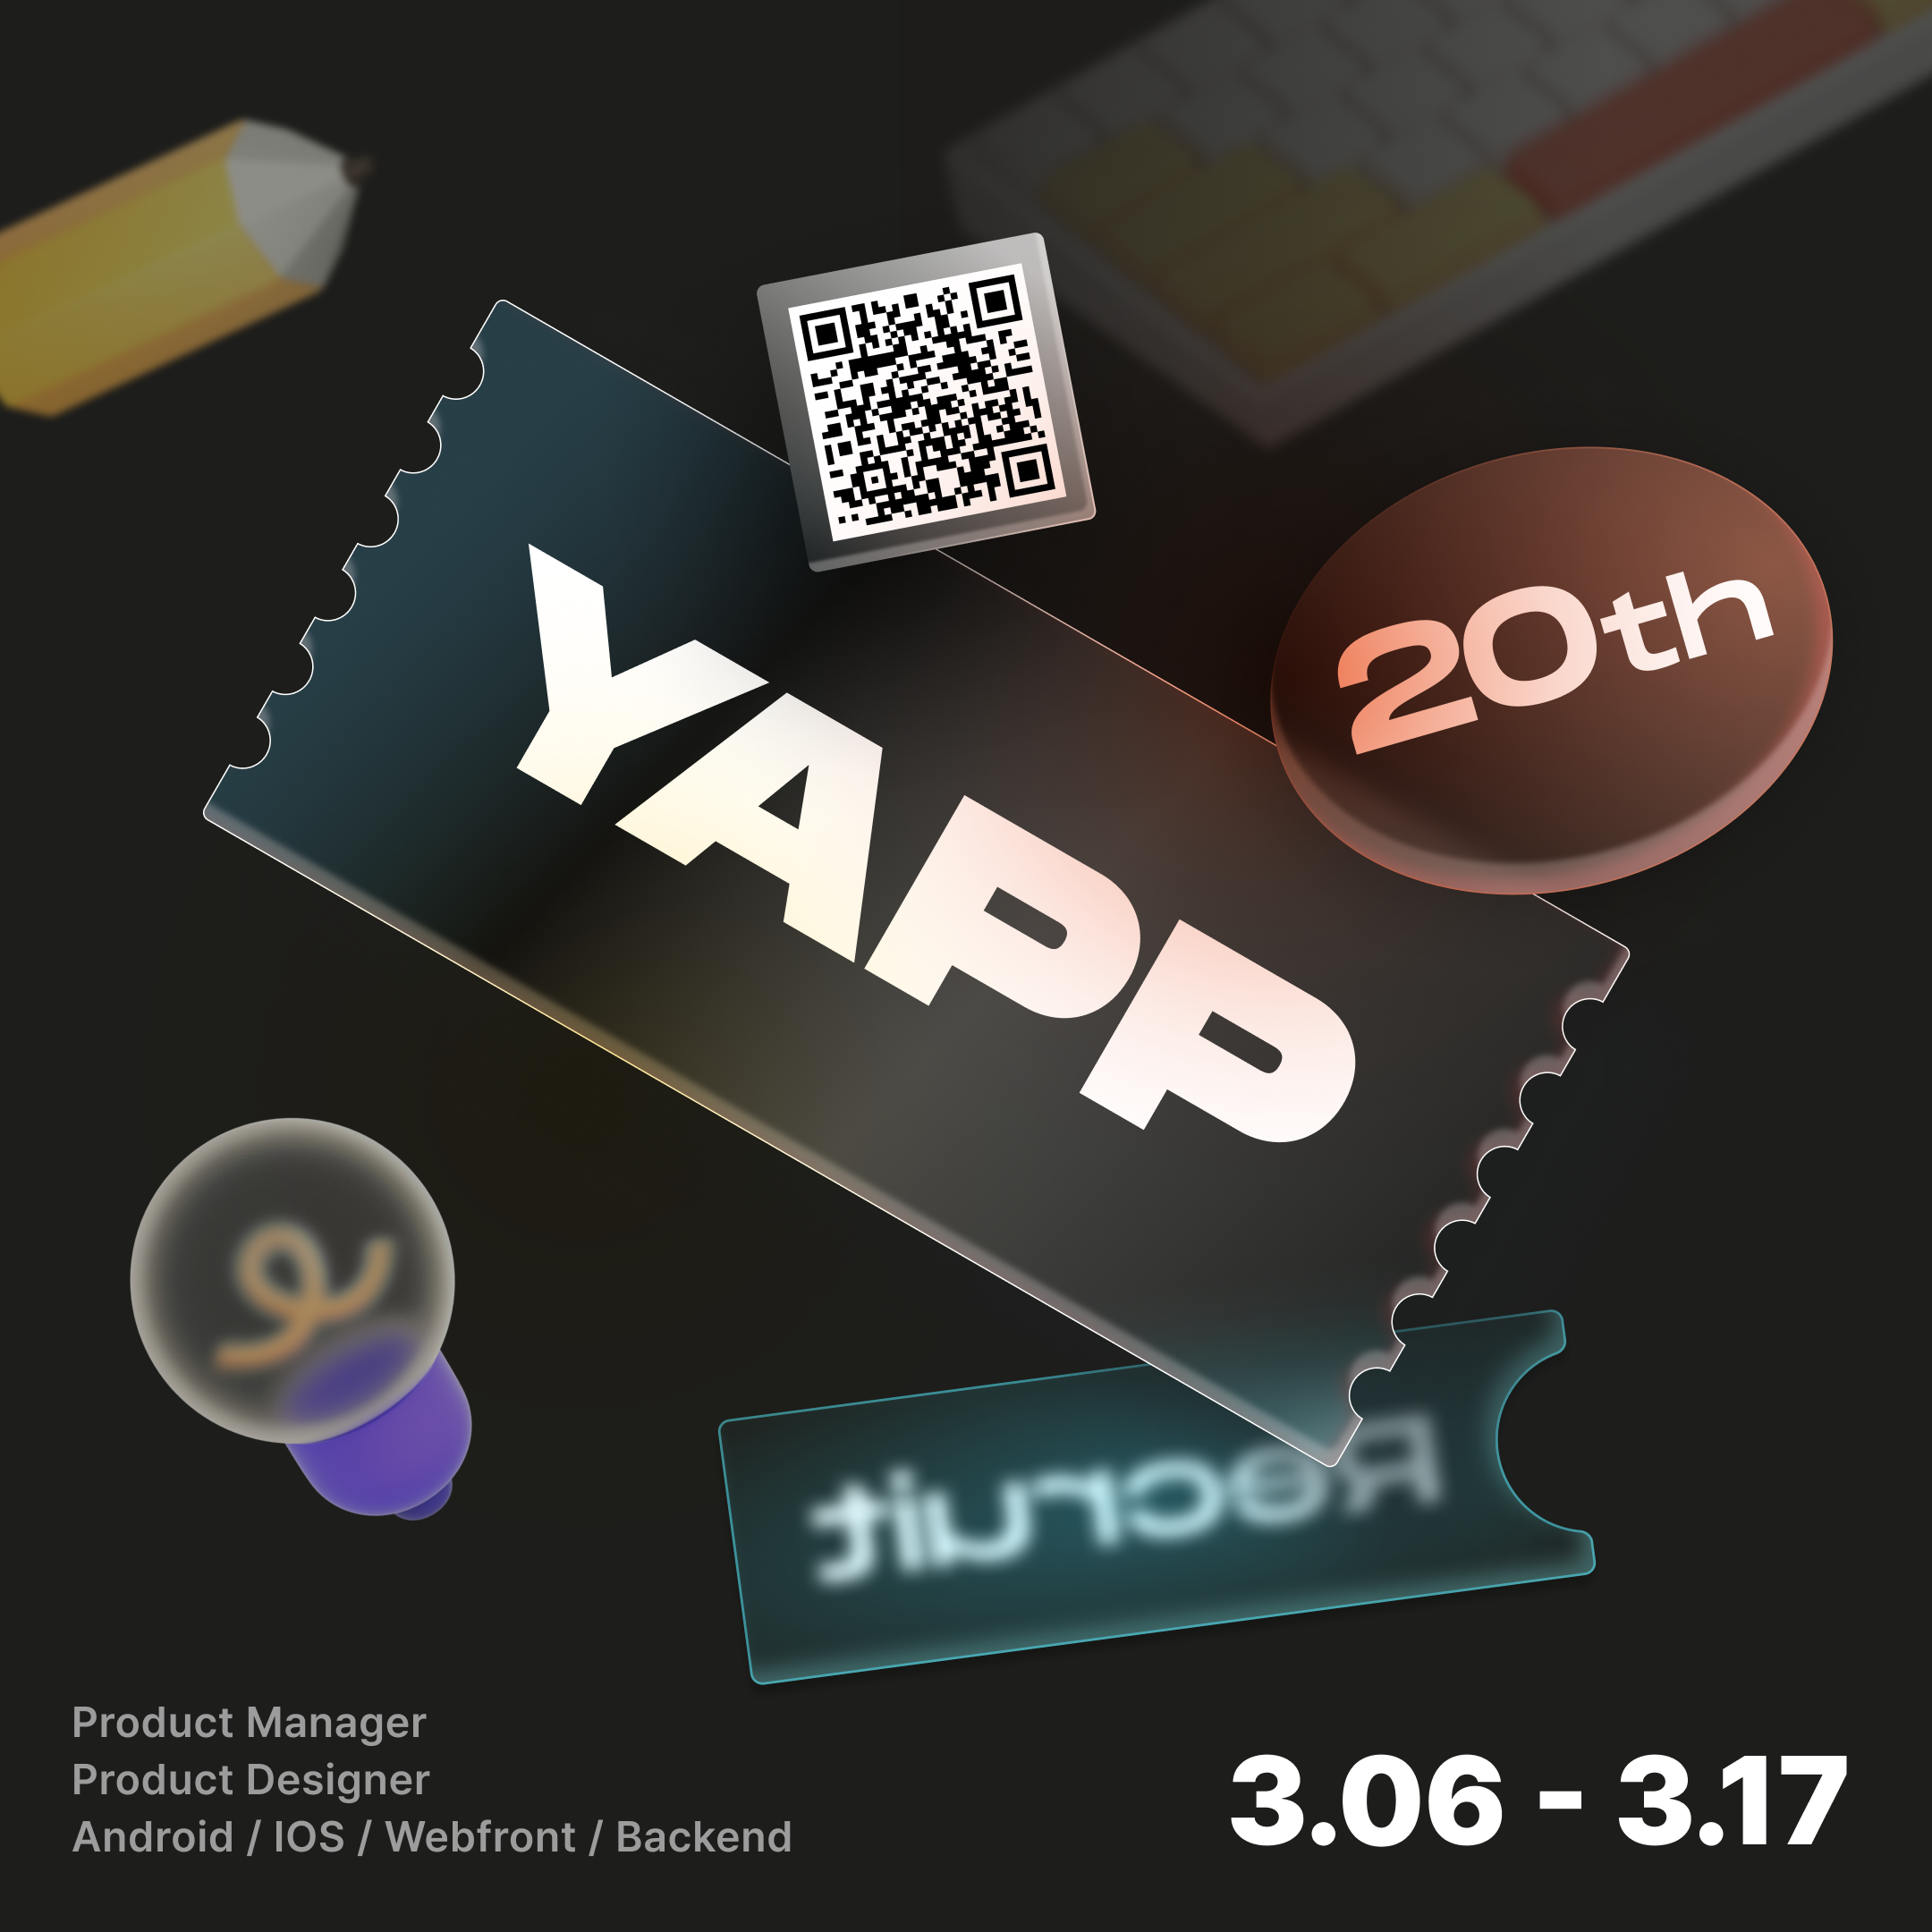 20th
YAPP
Recruit
Product Manager
Product Designer
Android / IOS / Webfront / Backend
3.06 - 3.17